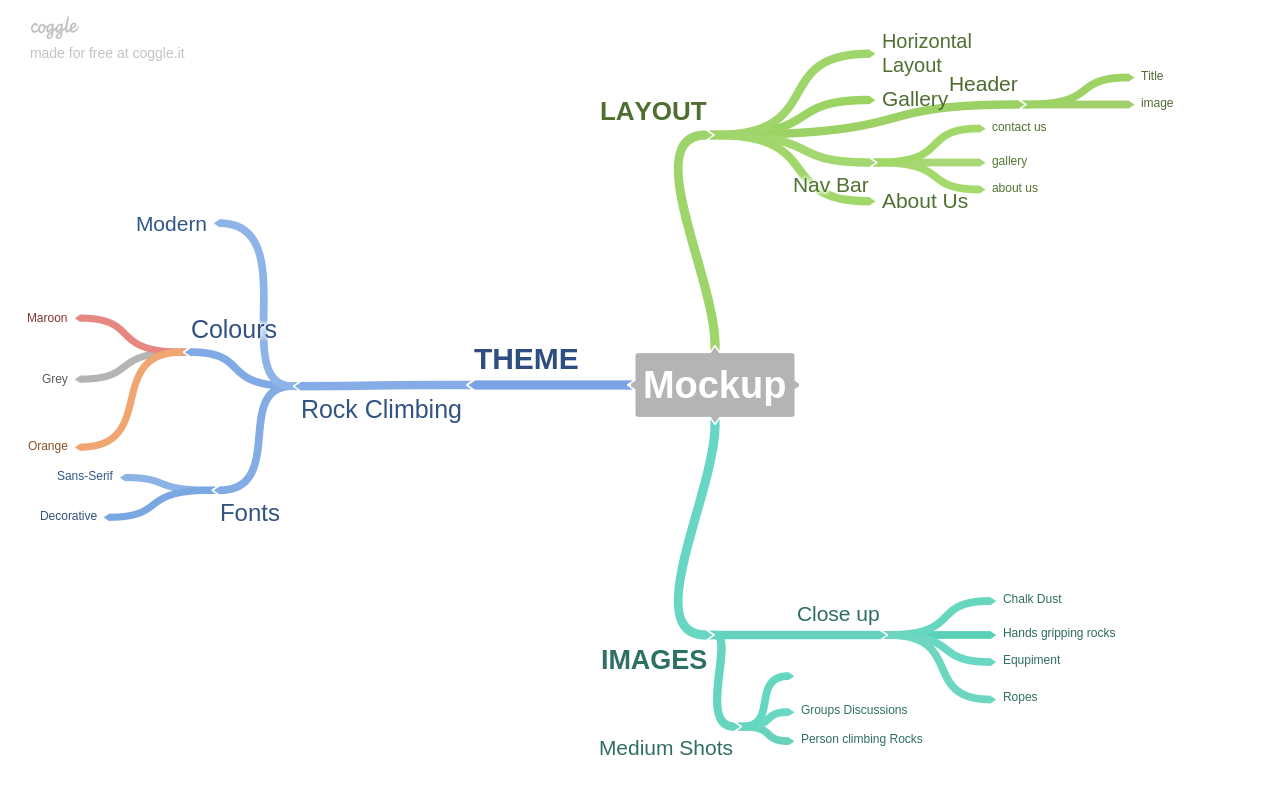 coggle
made for free at coggle.it
Horizontal
Layout
Header
Title
LAYOUT
Gallery
image
contact us
gallery
Nav Bar
about us
About Us
Modern
Maroon
Colours
THEME
Grey
Mockup
Rock Climbing
Orange
Sans-Serif
Decorative
Fonts
Close up
Chalk Dust
Hands gripping rocks
IMAGES
Equpiment
Ropes
Groups Discussions
Person climbing Rocks
Medium Shots